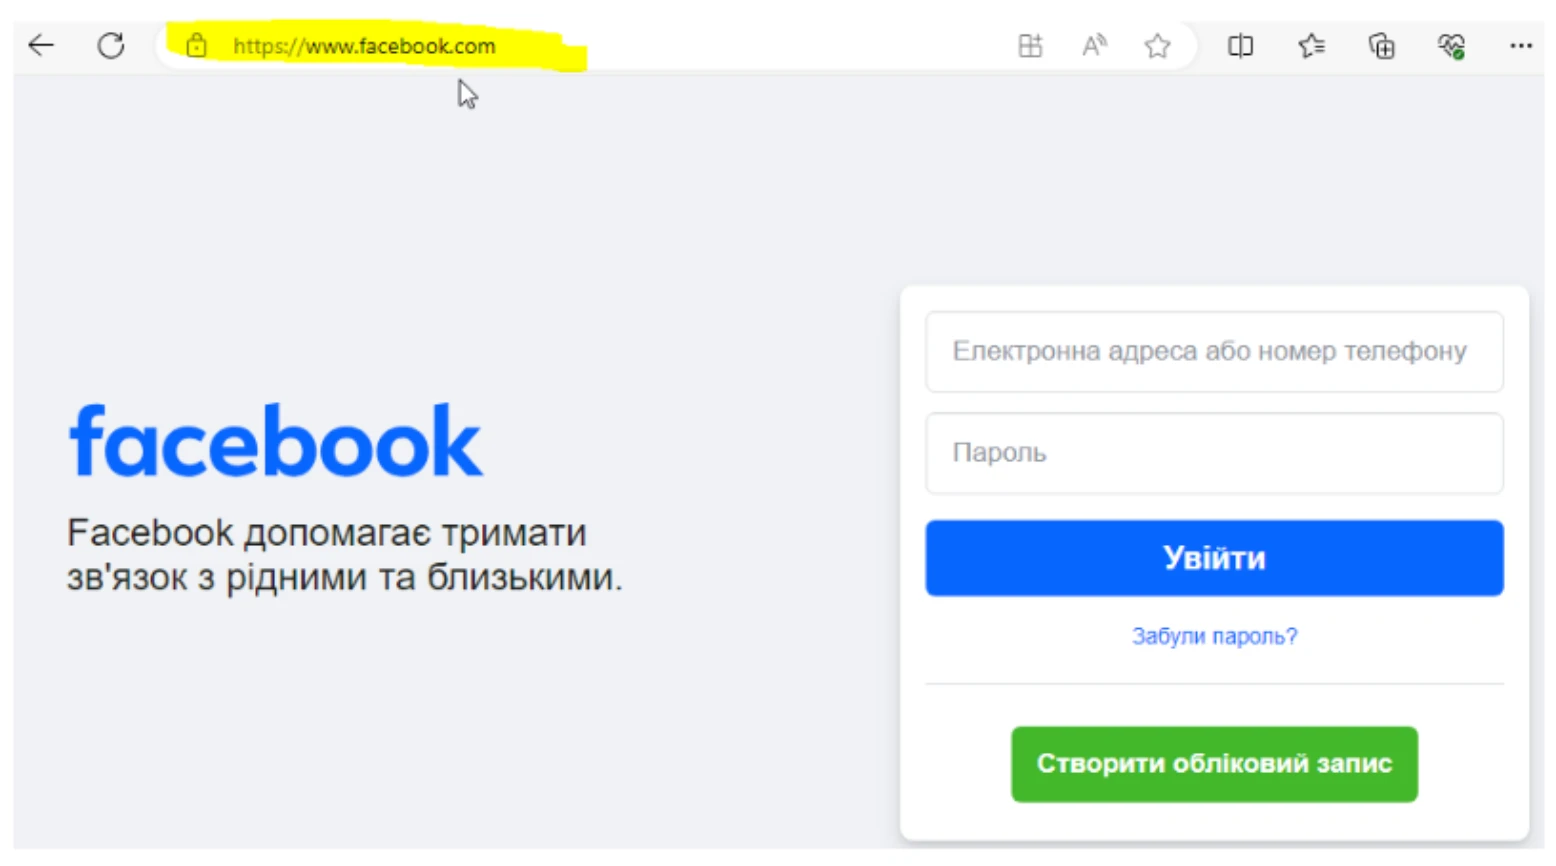 https://www.facebook.com
facebook
Facebook допомагає тримати
зв'язок з рідними та близькими.
Електронна адреса або номер телефону
Пароль
Увійти
Забули пароль?
Створити обліковий запис